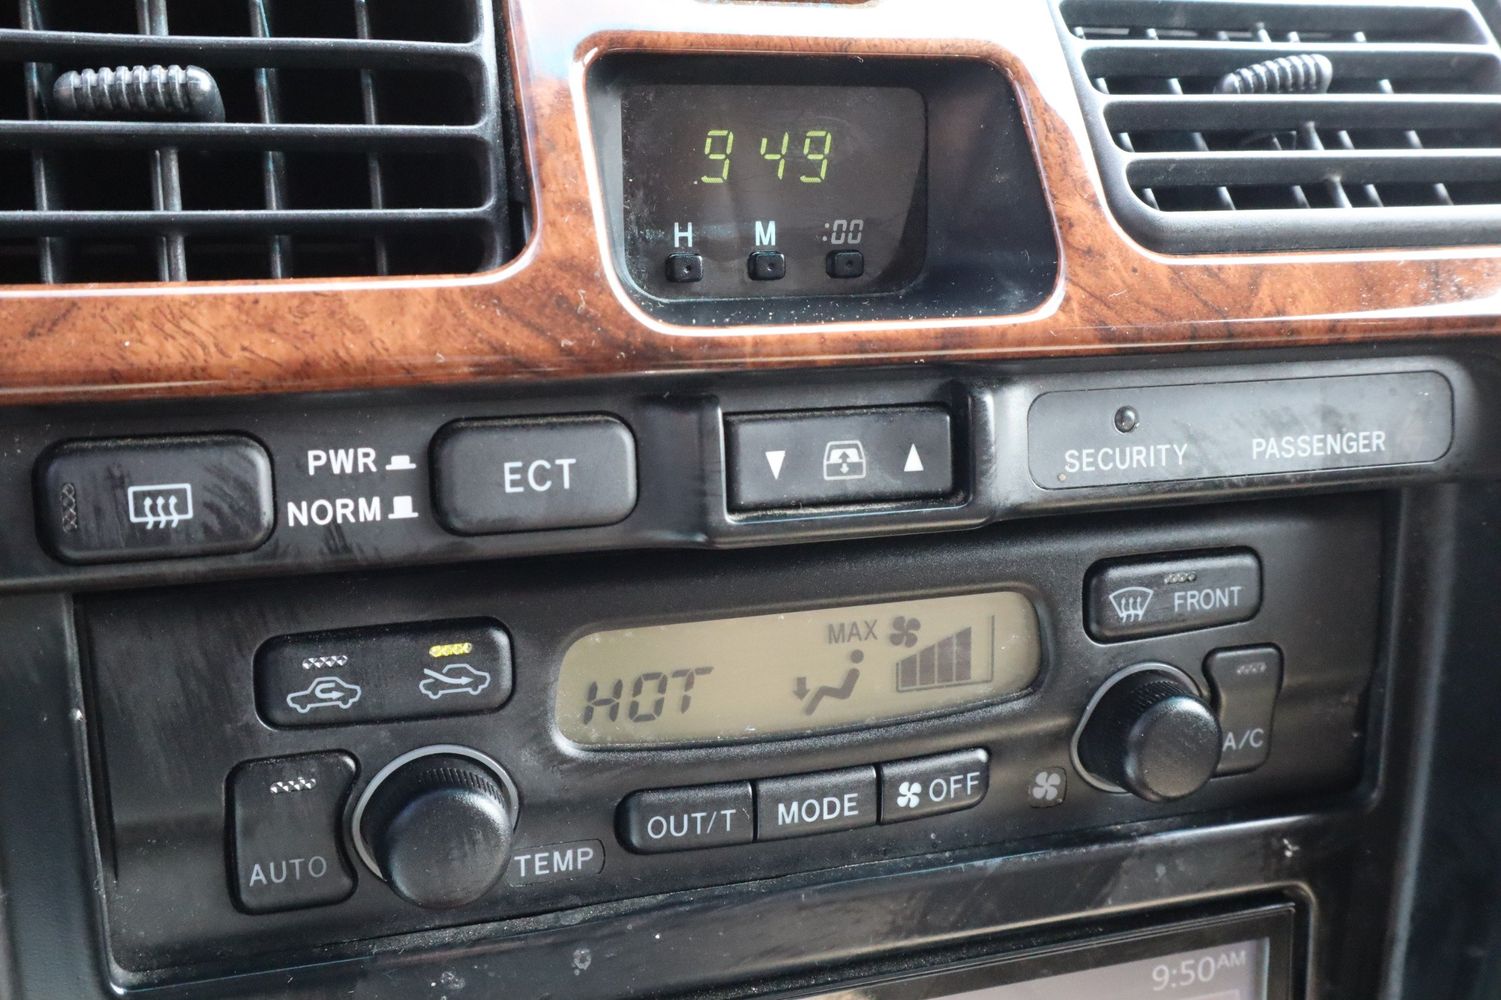 9 49
H M :00
PWR
NORM
ECT
SECURITY PASSENGER
FRONT
MAX
HOT
A/C
AUTO
TEMP
OUT/T MODE OFF
9:50AM